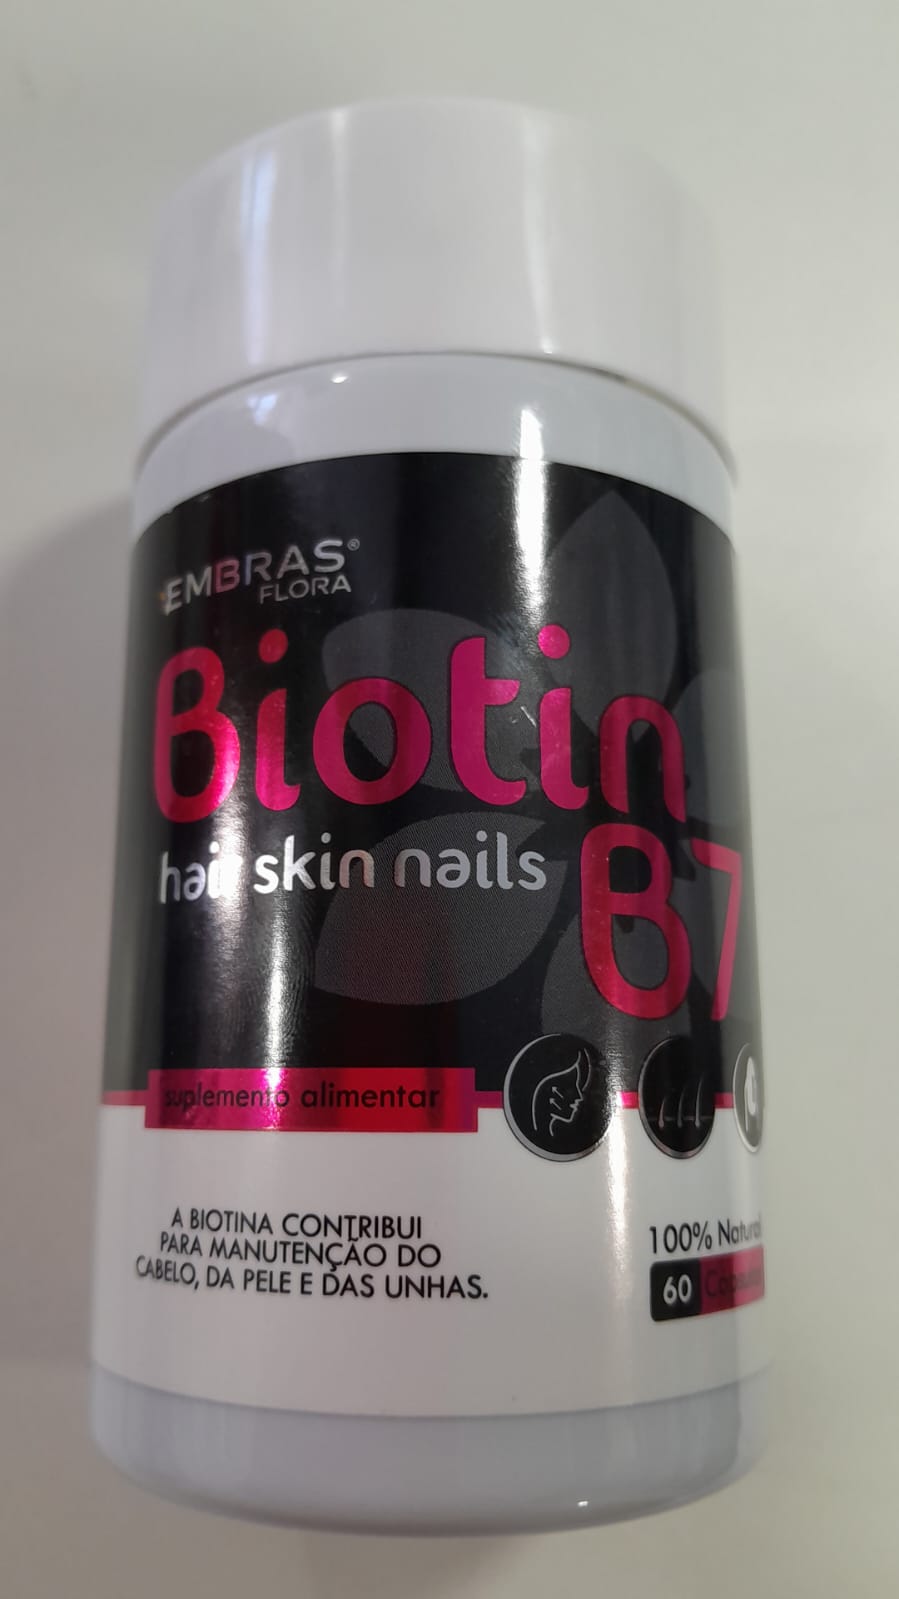 EMBRAS®
FLORA
Biotin
hair skin nails
B7
suplemento alimentar
A BIOTINA CONTRIBUI
PARA MANUTENÇÃO DO
CABELO, DA PELE E DAS UNHAS.
100% Natural
60